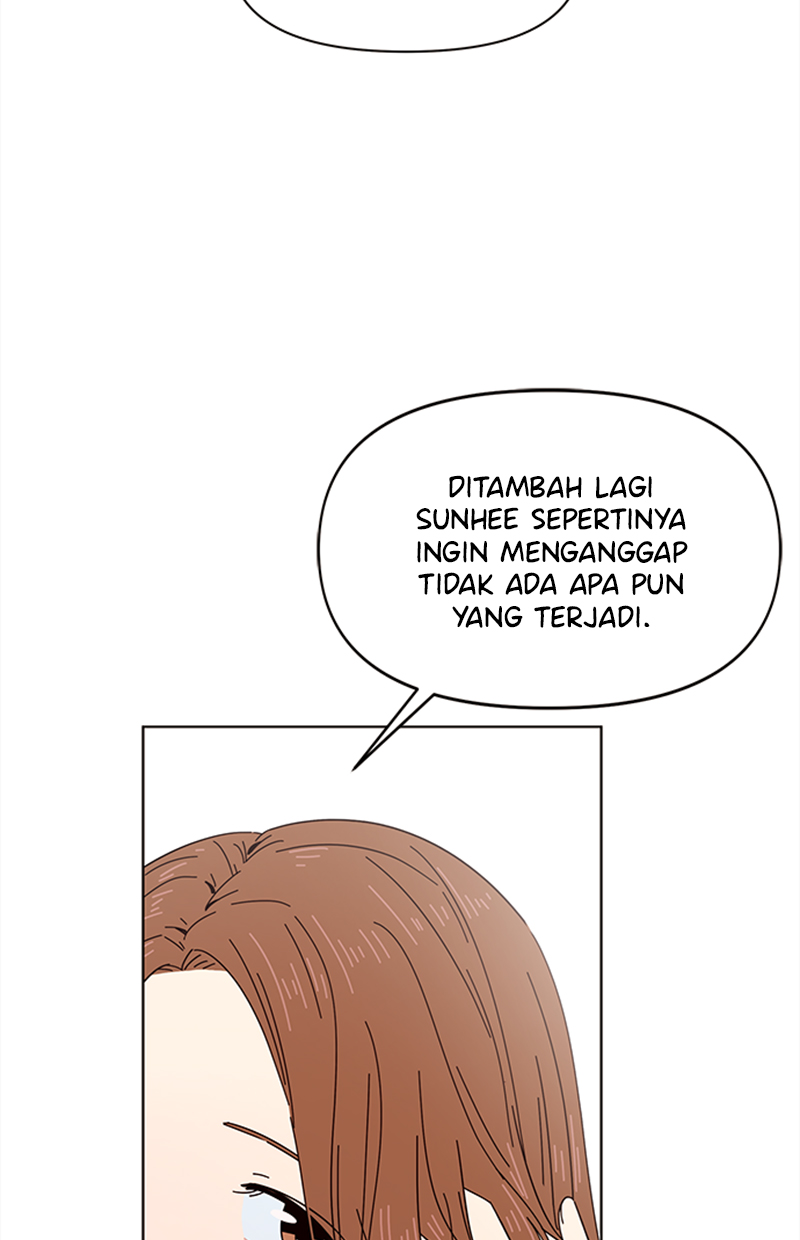 DITAMBAH LAGI
SUNHEE SEPERTINYA
INGIN MENGANGGAP
TIDAK ADA APA PUN
YANG TERJADI.